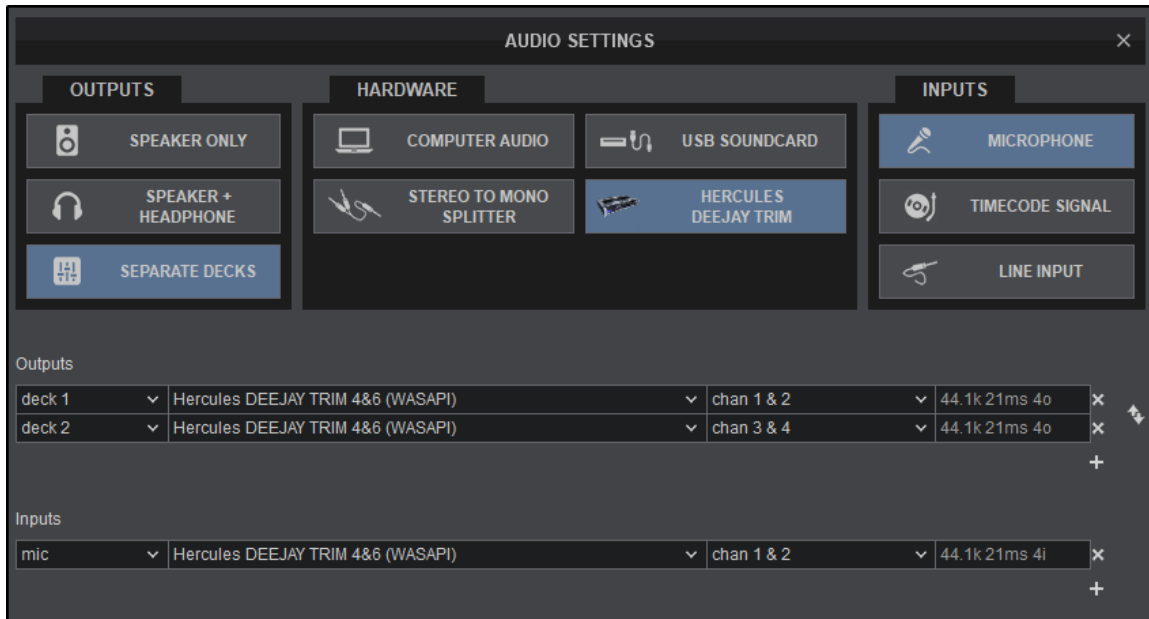 AUDIO SETTINGS
OUTPUTS
HARDWARE
INPUTS
SPEAKER ONLY
COMPUTER AUDIO
USB SOUNDCARD
MICROPHONE
SPEAKER +
HEADPHONE
STEREO TO MONO
SPLITTER
HERCULES
DEEJAY TRIM
TIMECODE SIGNAL
SEPARATE DECKS
LINE INPUT
Outputs
deck 1 Hercules DEEJAY TRIM 4&6 (WASAPI) chan 1 & 2 44.1k 21ms 4o
deck 2 Hercules DEEJAY TRIM 4&6 (WASAPI) chan 3 & 4 44.1k 21ms 4o
Inputs
mic Hercules DEEJAY TRIM 4&6 (WASAPI) chan 1 & 2 44.1k 21ms 4i